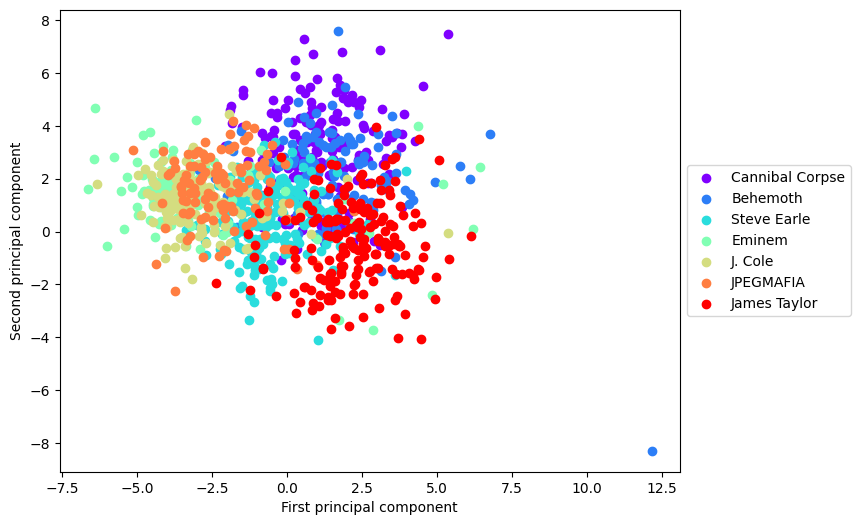 8
6
4
2
0
−2
−4
−6
−8
Second principal component
−7.5 −5.0 −2.5 0.0 2.5 5.0 7.5 10.0 12.5
First principal component
Cannibal Corpse
Behemoth
Steve Earle
Eminem
J. Cole
JPEGMAFIA
James Taylor